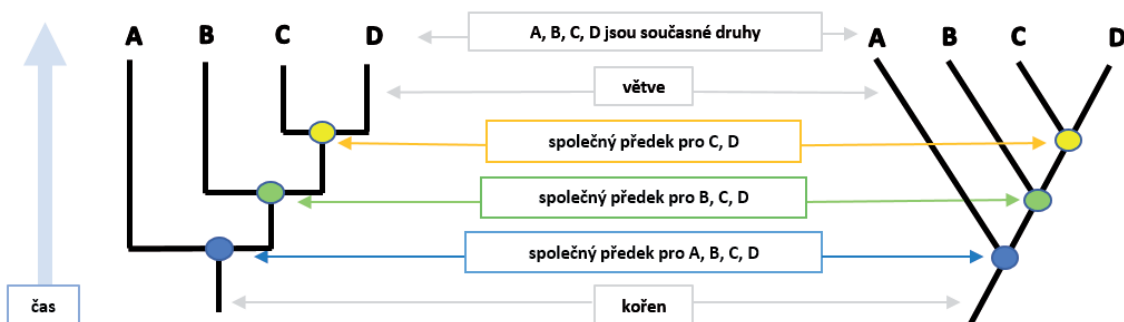 A B C D
A, B, C, D jsou současné druhy
A B C D
větve
společný předek pro C, D
společný předek pro B, C, D
společný předek pro A, B, C, D
čas
kořen